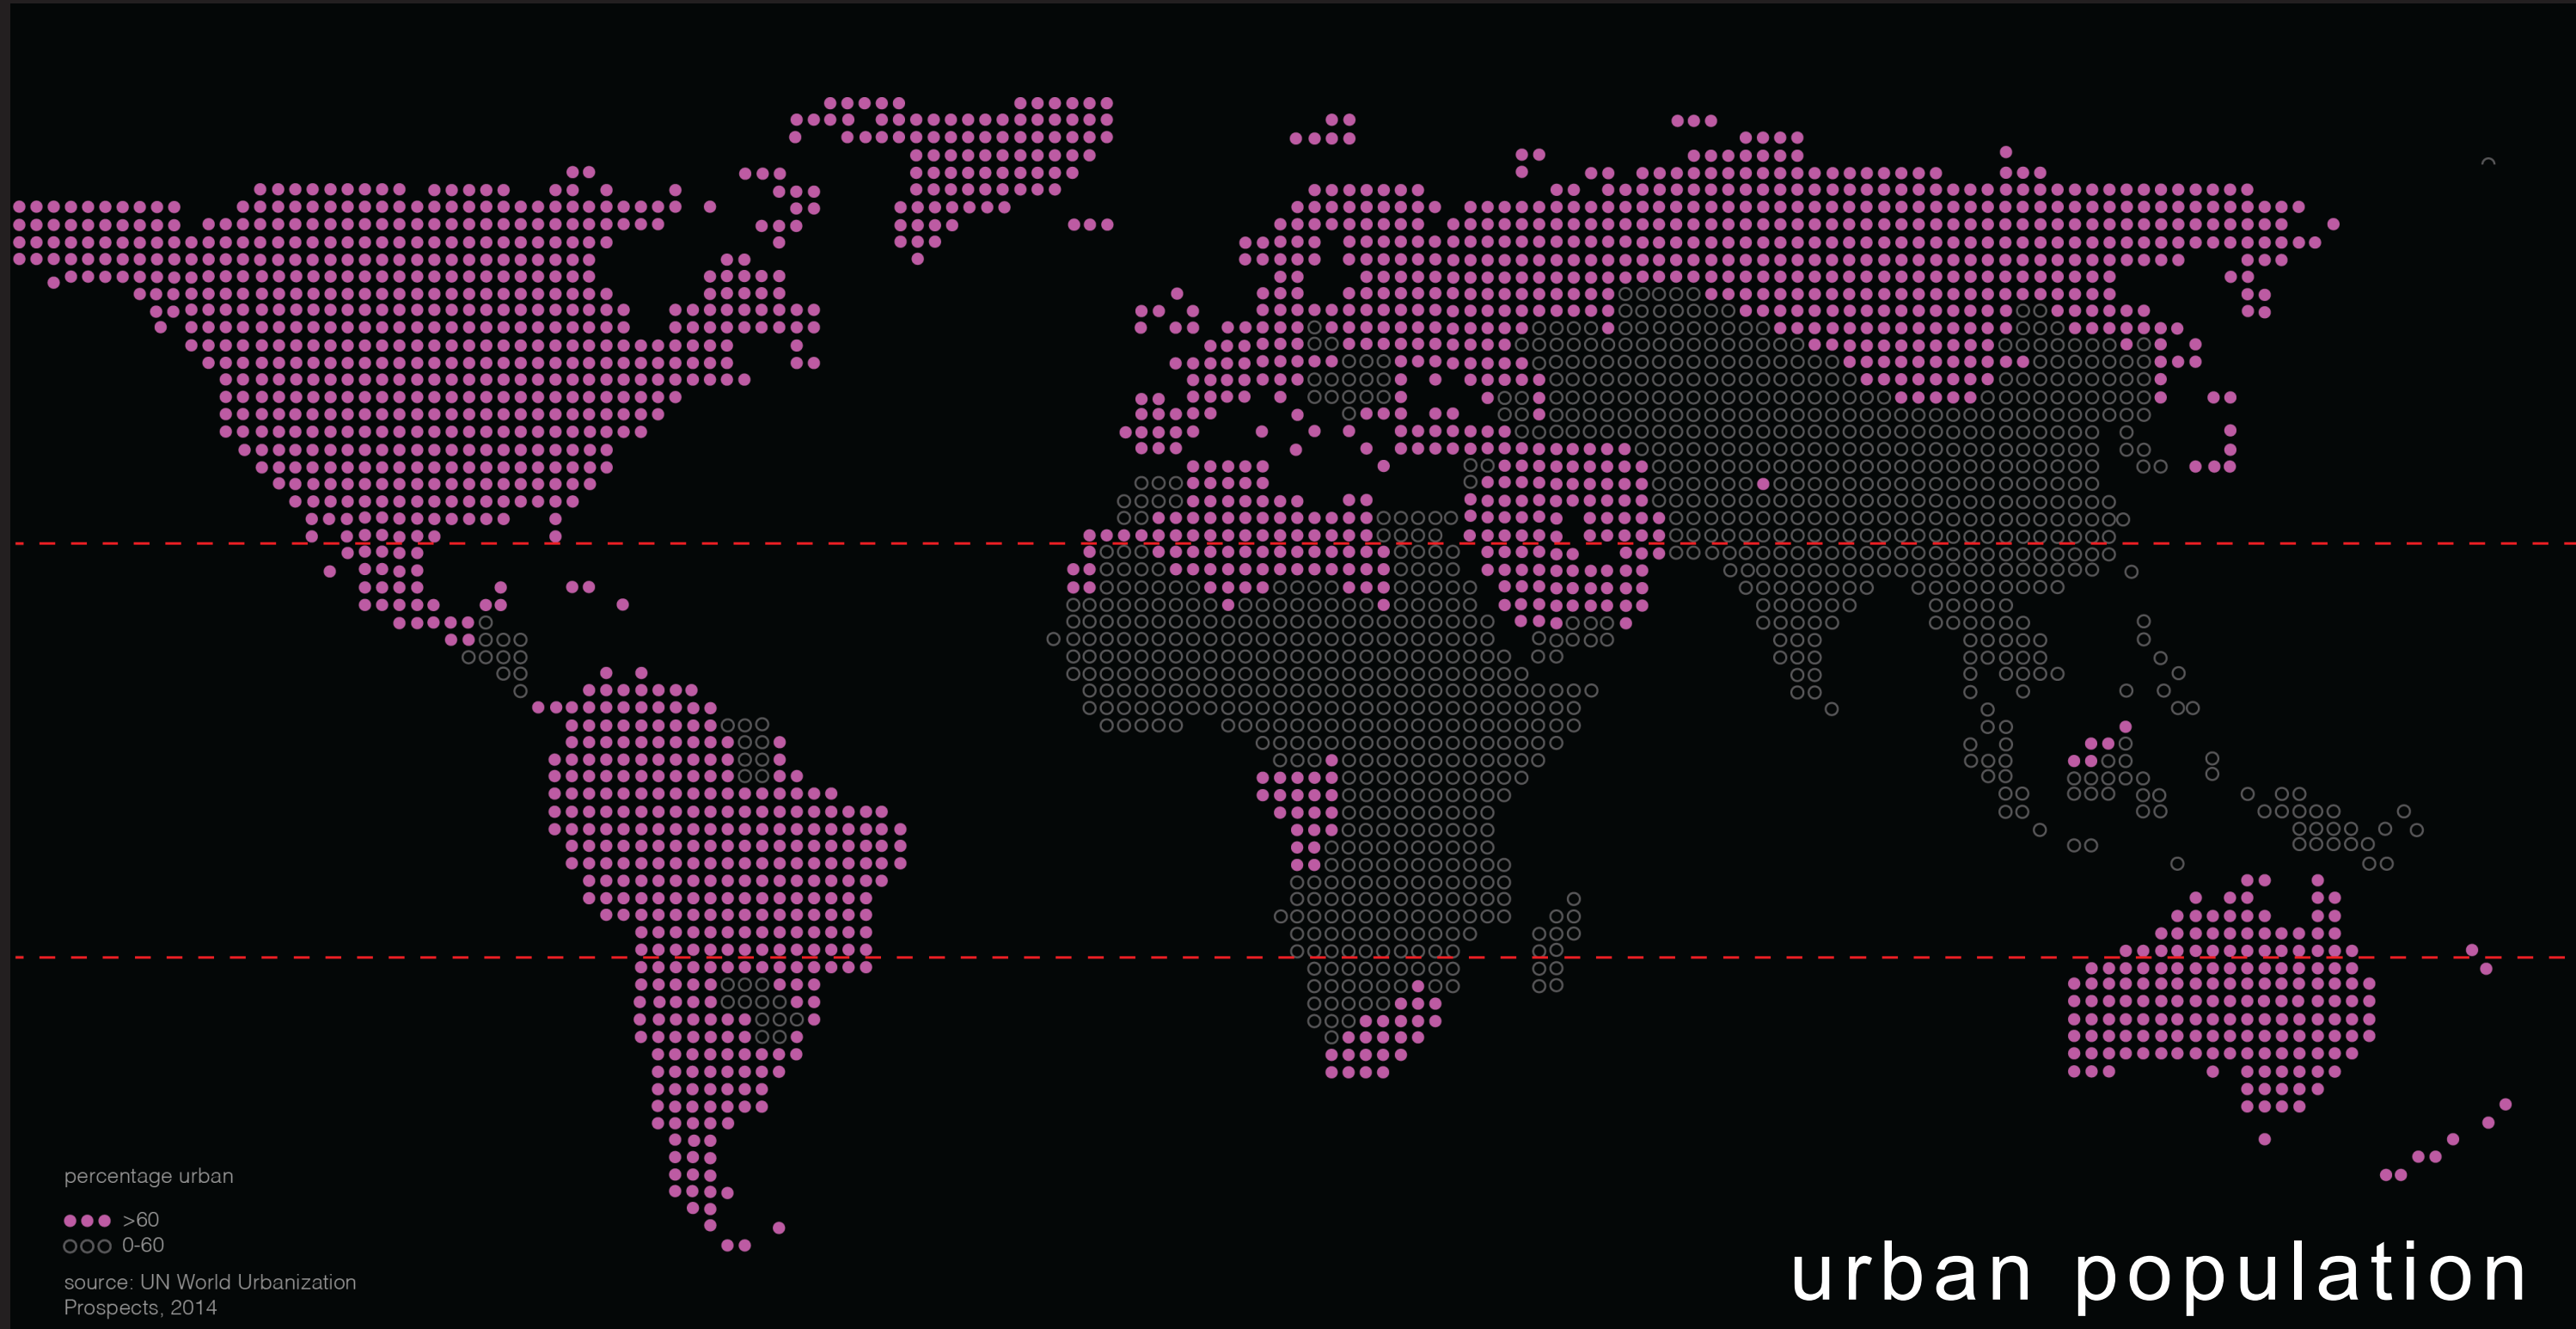 percentage urban
>60
0-60
source: UN World Urbanization
Prospects, 2014
urban population